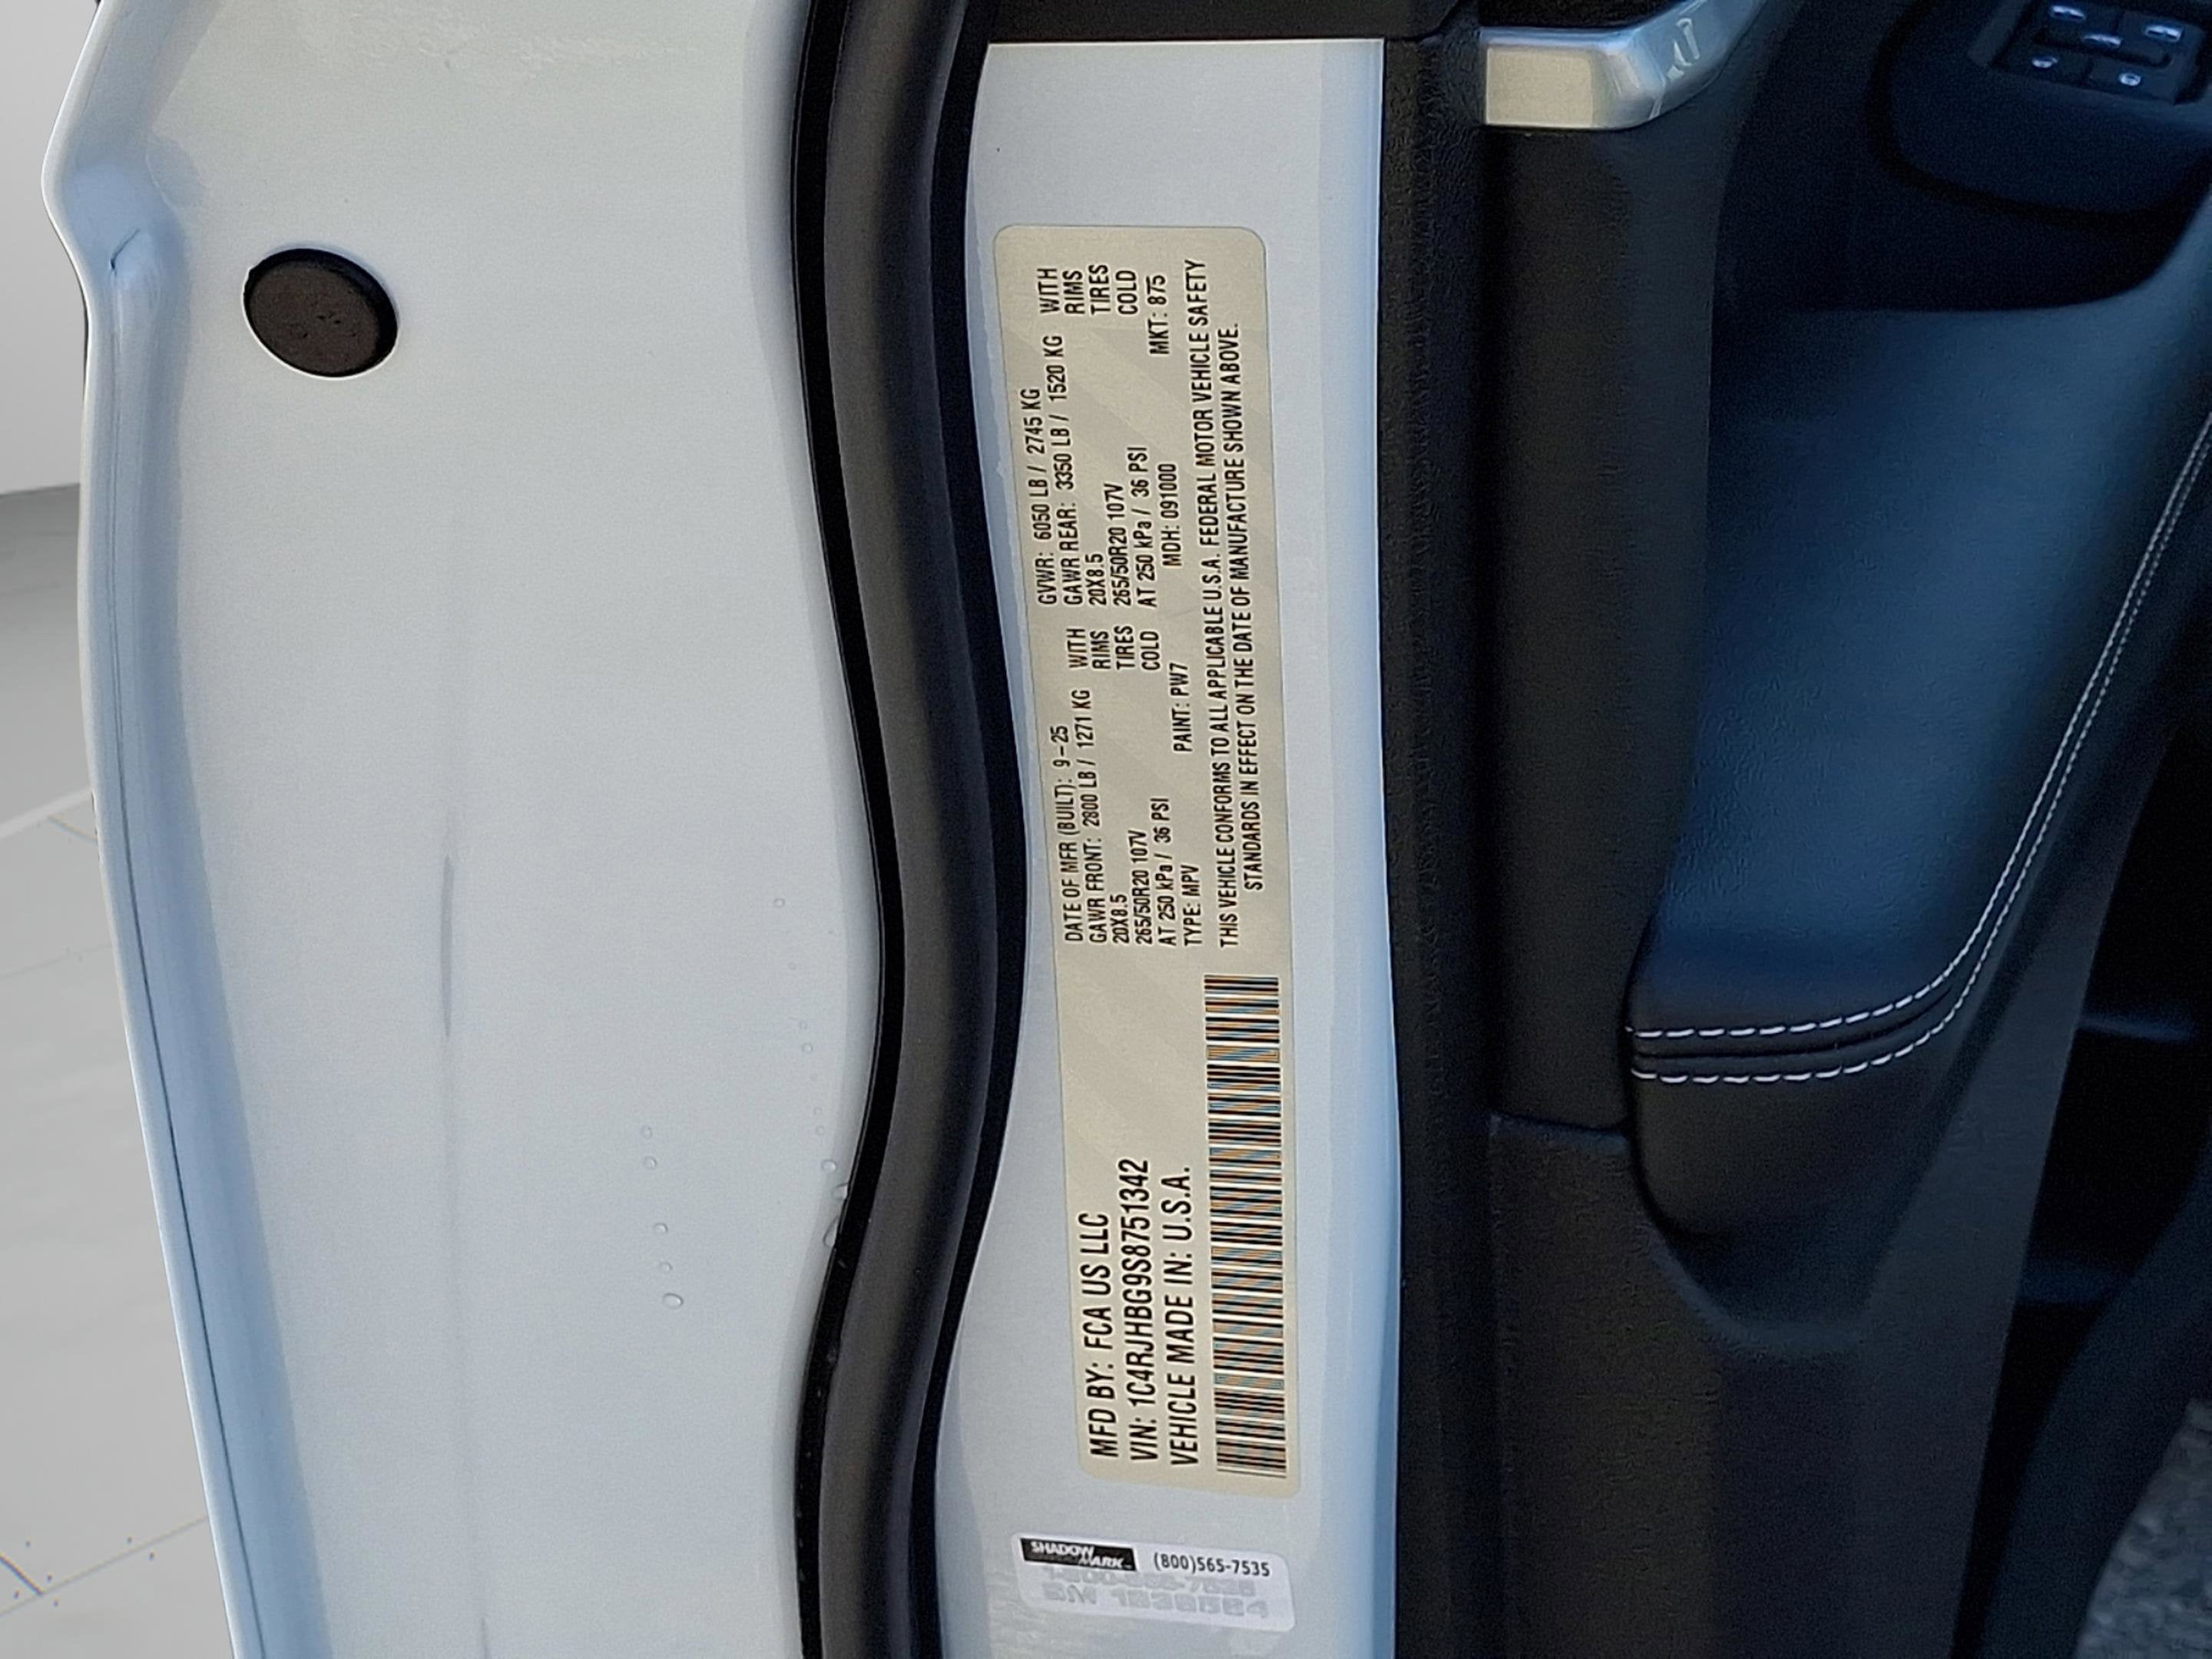 MFD BY: FCA US LLC
VIN: 1C4RJHBG9S8751342
VEHICLE MADE IN: U.S.A.
DATE OF MFR (BUILT): 9-25 GVWR: 6050 LB / 2745 KG
GAWR FRONT: 2800 LB / 1271 KG WITH GAWR REAR: 3350 LB / 1520 KG WITH
20X8.5 RIMS 20X8.5 RIMS
265/50R20 107V TIRES 265/50R20 107V TIRES
AT 250 kPa / 36 PSI COLD AT 250 kPa / 36 PSI COLD
TYPE: MPV PAINT: PW7 MDH: 091000 MKT: 875
THIS VEHICLE CONFORMS TO ALL APPLICABLE U.S.A. FEDERAL MOTOR VEHICLE SAFETY
STANDARDS IN EFFECT ON THE DATE OF MANUFACTURE SHOWN ABOVE.
SHADOW MARK (800)565-7535